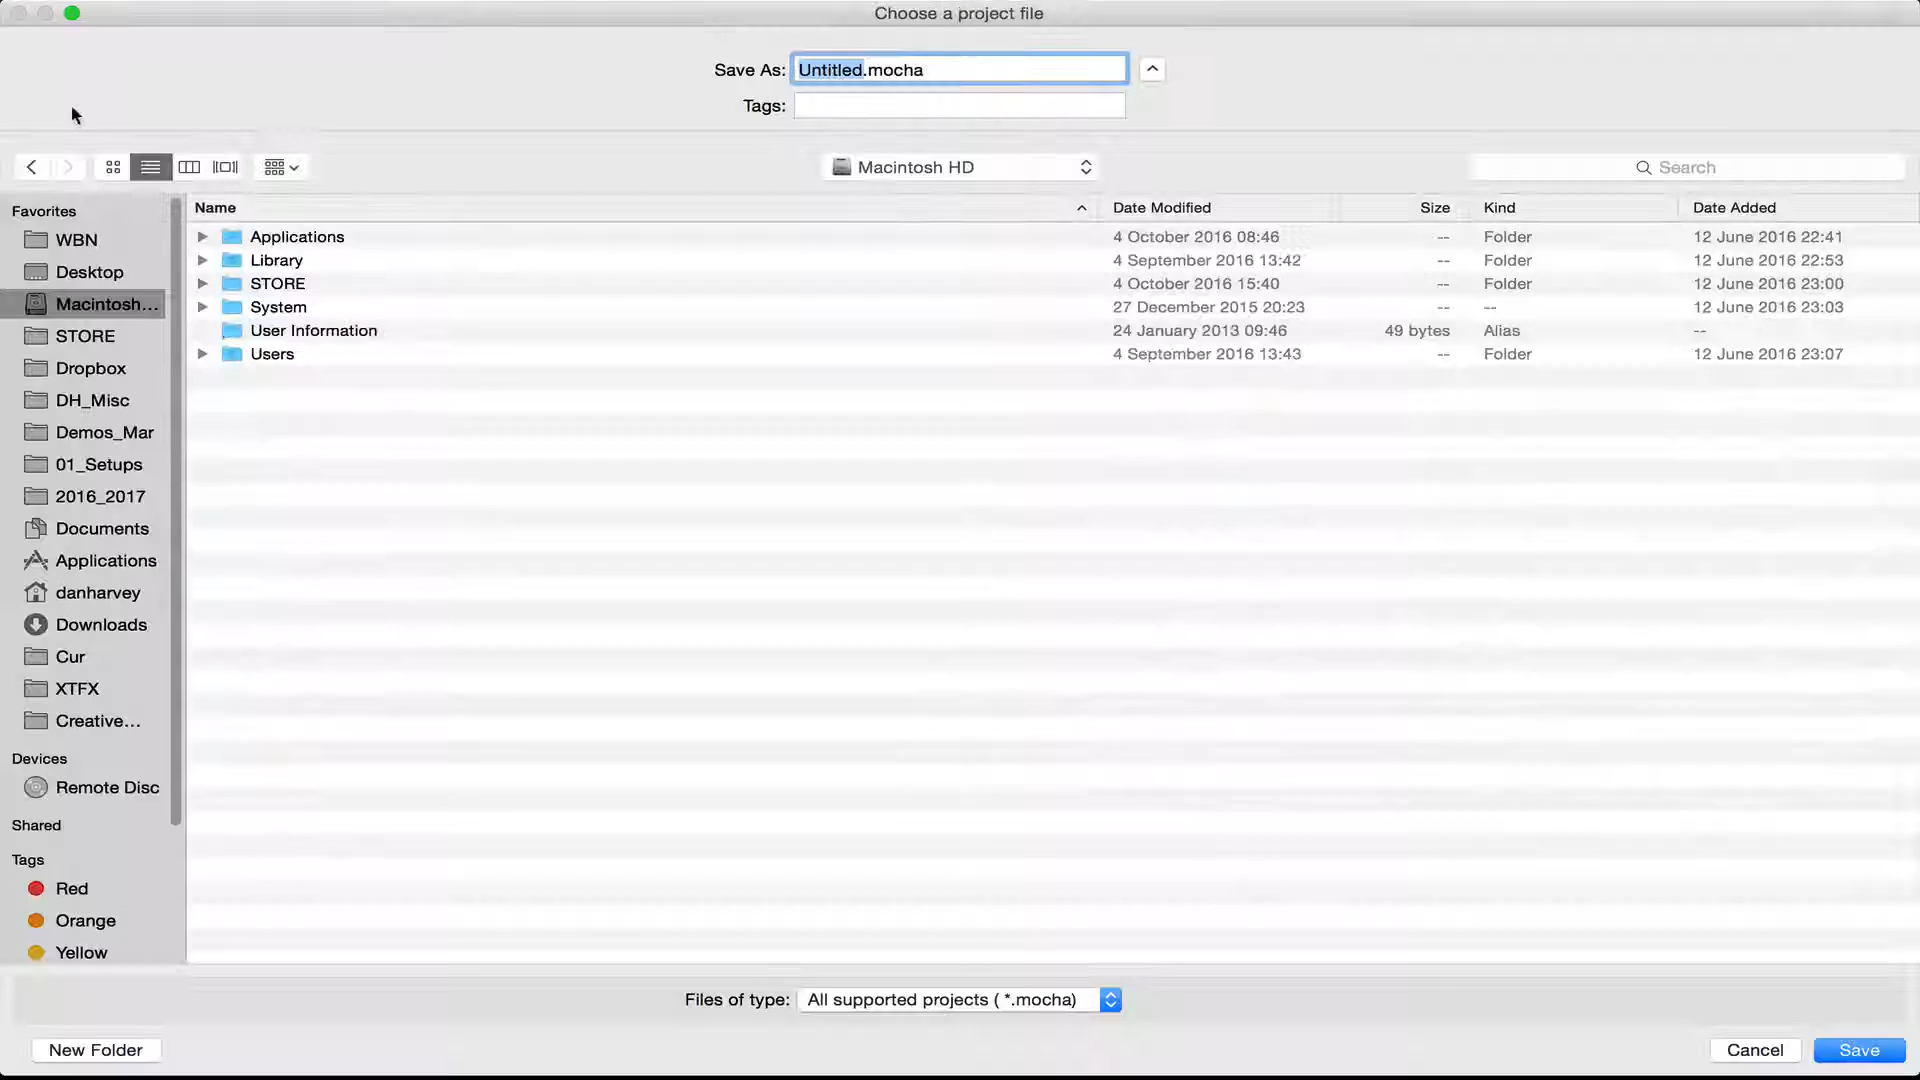 Choose a project file
Save As: Untitled.mocha
Tags:
Macintosh HD
Search
Favorites
WBN
Desktop
Macintosh...
STORE
Dropbox
DH_Misc
Demos_Mar
01_Setups
2016_2017
Documents
Applications
danharvey
Downloads
Cur
XTFX
Creative...
Devices
Remote Disc
Shared
Tags
Red
Orange
Yellow
Name Date Modified Size Kind Date Added
Applications 4 October 2016 08:46 -- Folder 12 June 2016 22:41
Library 4 September 2016 13:42 -- Folder 12 June 2016 22:53
STORE 4 October 2016 15:40 -- Folder 12 June 2016 23:00
System 27 December 2015 20:23 -- -- 12 June 2016 23:03
User Information 24 January 2013 09:46 49 bytes Alias --
Users 4 September 2016 13:43 -- Folder 12 June 2016 23:07
Files of type: All supported projects ( *.mocha)
New Folder Cancel Save